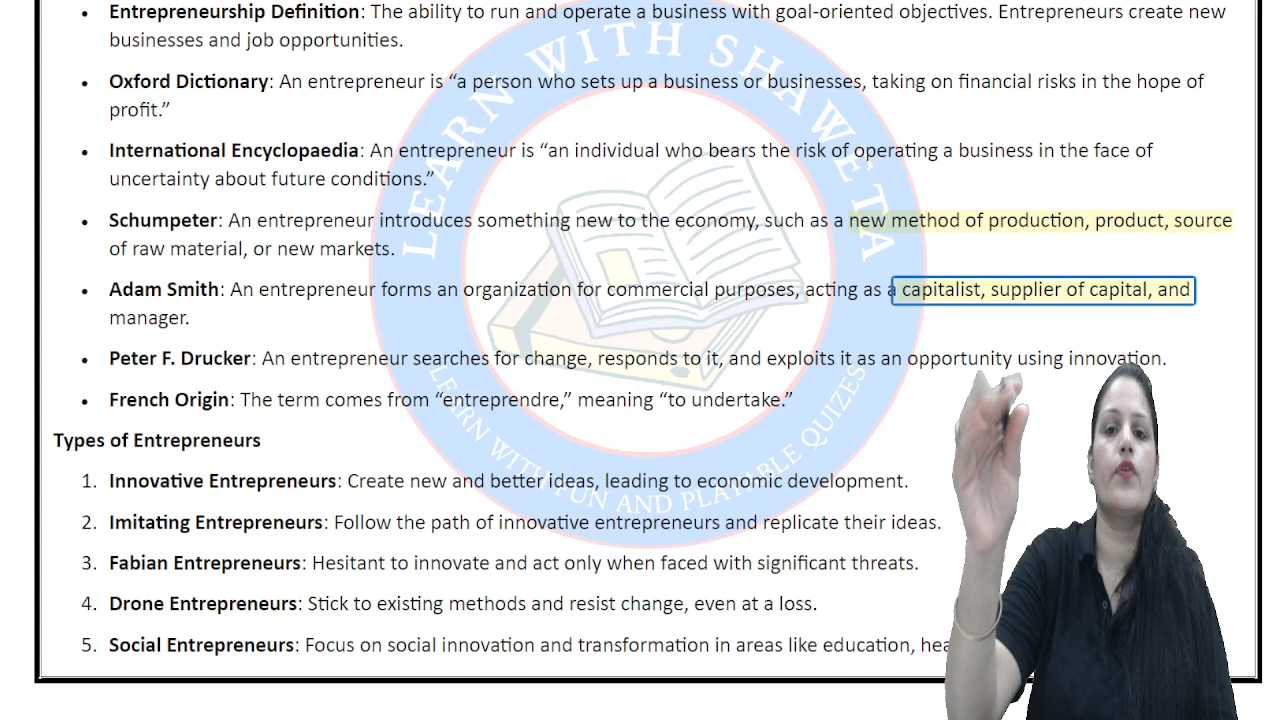 • Entrepreneurship Definition: The ability to run and operate a business with goal-oriented objectives. Entrepreneurs create new
businesses and job opportunities.
• Oxford Dictionary: An entrepreneur is “a person who sets up a business or businesses, taking on financial risks in the hope of
profit.”
• International Encyclopaedia: An entrepreneur is “an individual who bears the risk of operating a business in the face of
uncertainty about future conditions.”
• Schumpeter: An entrepreneur introduces something new to the economy, such as a new method of production, product, source
of raw material, or new markets.
• Adam Smith: An entrepreneur forms an organization for commercial purposes, acting as a capitalist, supplier of capital, and
manager.
• Peter F. Drucker: An entrepreneur searches for change, responds to it, and exploits it as an opportunity using innovation.
• French Origin: The term comes from “entreprendre,” meaning “to undertake.”
Types of Entrepreneurs
1. Innovative Entrepreneurs: Create new and better ideas, leading to economic development.
2. Imitating Entrepreneurs: Follow the path of innovative entrepreneurs and replicate their ideas.
3. Fabian Entrepreneurs: Hesitant to innovate and act only when faced with significant threats.
4. Drone Entrepreneurs: Stick to existing methods and resist change, even at a loss.
5. Social Entrepreneurs: Focus on social innovation and transformation in areas like education,
LEARN WITH SHAWETA
LEARN WITH FUN AND PLAYABLE QUIZES